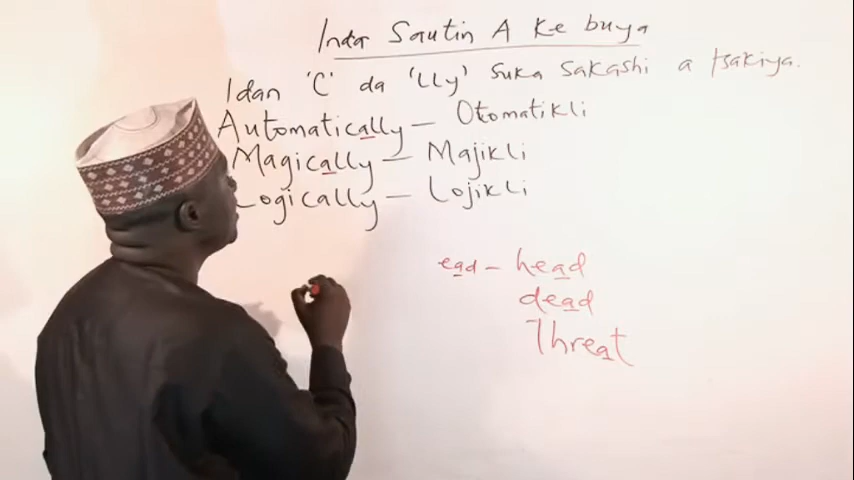 Inda Sautin A ke buya
Idan 'C' da 'lly' suka sakashi a tsakiya.
Automatically – Otomatikli
Magically – Majikli
Logically – Lojikli
ead – head
dead
Threat